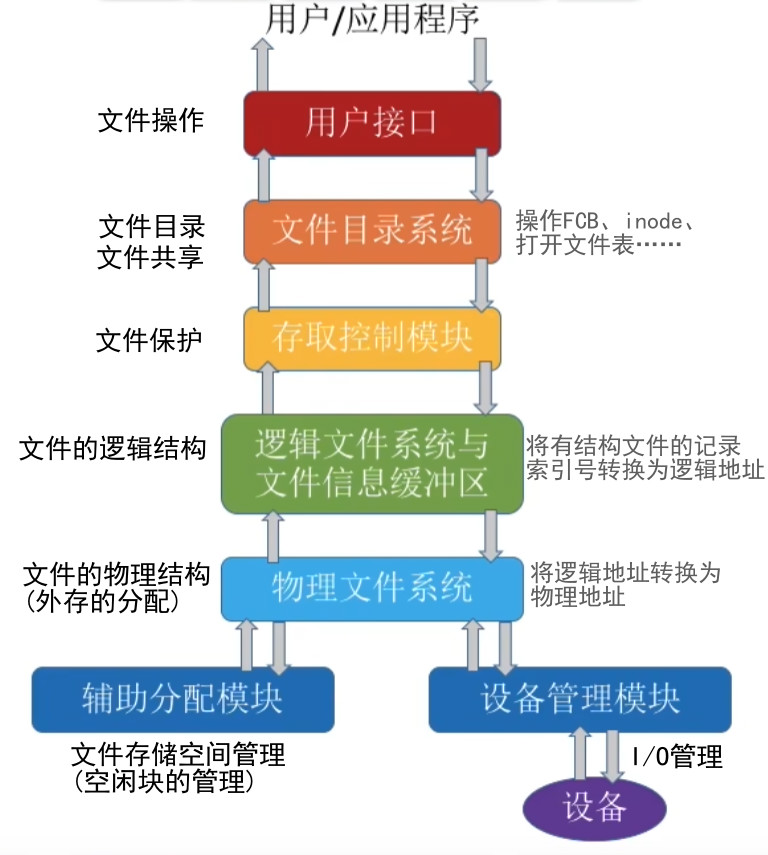 用户/应用程序
文件操作
用户接口
文件目录
文件共享
文件目录系统
操作FCB、inode、
打开文件表……
文件保护
存取控制模块
文件的逻辑结构
逻辑文件系统与
文件信息缓冲区
将有结构文件的记录
索引号转换为逻辑地址
文件的物理结构
(外存的分配)
物理文件系统
将逻辑地址转换为
物理地址
辅助分配模块
设备管理模块
文件存储空间管理
(空闲块的管理)
I/O管理
设备